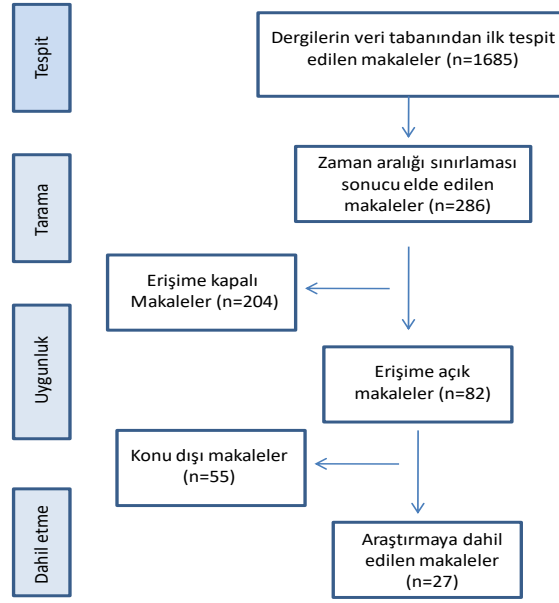 Tespit
Dergilerin veri tabanından ilk tespit
edilen makaleler (n=1685)
Tarama
Zaman aralığı sınırlaması
sonucu elde edilen
makaleler (n=286)
Erişime kapalı
Makaleler (n=204)
Uygunluk
Erişime açık
makaleler (n=82)
Konu dışı makaleler
(n=55)
Dahil etme
Araştırmaya dahil
edilen makaleler
(n=27)